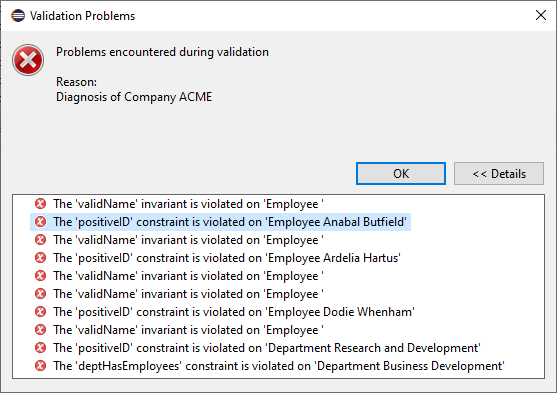 Validation Problems
Problems encountered during validation
Reason:
Diagnosis of Company ACME
OK
<< Details
The 'validName' invariant is violated on 'Employee '
The 'positiveID' constraint is violated on 'Employee Anabal Butfield'
The 'validName' invariant is violated on 'Employee '
The 'positiveID' constraint is violated on 'Employee Ardelia Hartus'
The 'validName' invariant is violated on 'Employee '
The 'validName' invariant is violated on 'Employee '
The 'positiveID' constraint is violated on 'Employee Dodie Whenham'
The 'validName' invariant is violated on 'Employee '
The 'positiveID' constraint is violated on 'Department Research and Development'
The 'deptHasEmployees' constraint is violated on 'Department Business Development'